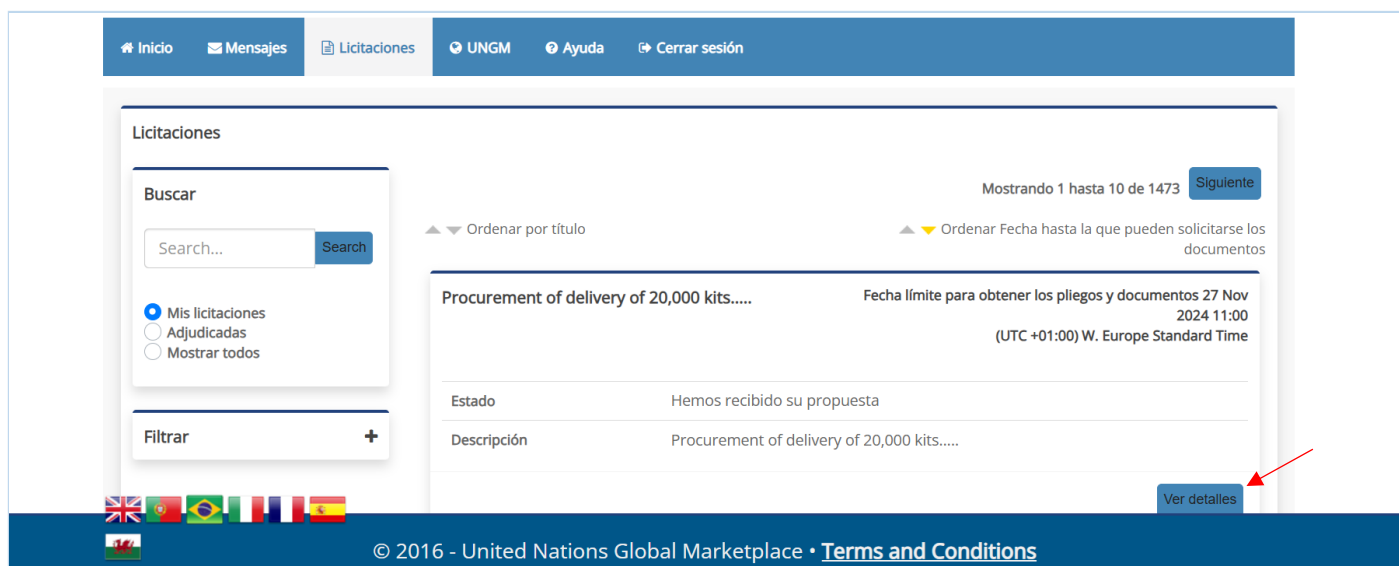 Inicio
Mensajes
Licitaciones
UNGM
Ayuda
Cerrar sesión
Licitaciones
Buscar
Search...
Search
Mis licitaciones
Adjudicadas
Mostrar todos
Filtrar
Mostrando 1 hasta 10 de 1473
Siguiente
Ordenar por título
Ordenar Fecha hasta la que pueden solicitarse los
documentos
Procurement of delivery of 20,000 kits.....
Fecha límite para obtener los pliegos y documentos 27 Nov
2024 11:00
(UTC +01:00) W. Europe Standard Time
Estado
Hemos recibido su propuesta
Descripción
Procurement of delivery of 20,000 kits.....
Ver detalles
© 2016 - United Nations Global Marketplace • Terms and Conditions